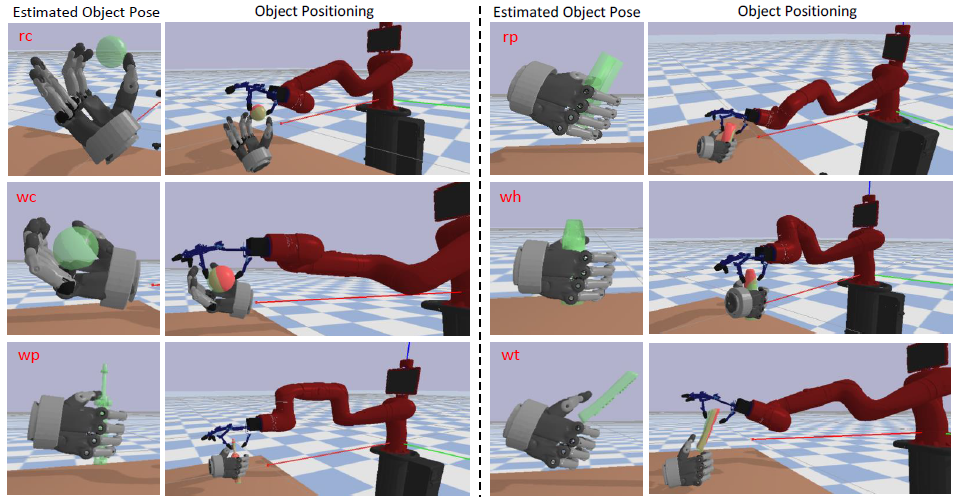 Estimated Object Pose Object Positioning Estimated Object Pose Object Positioning
rc rp
wc wh
wp wt